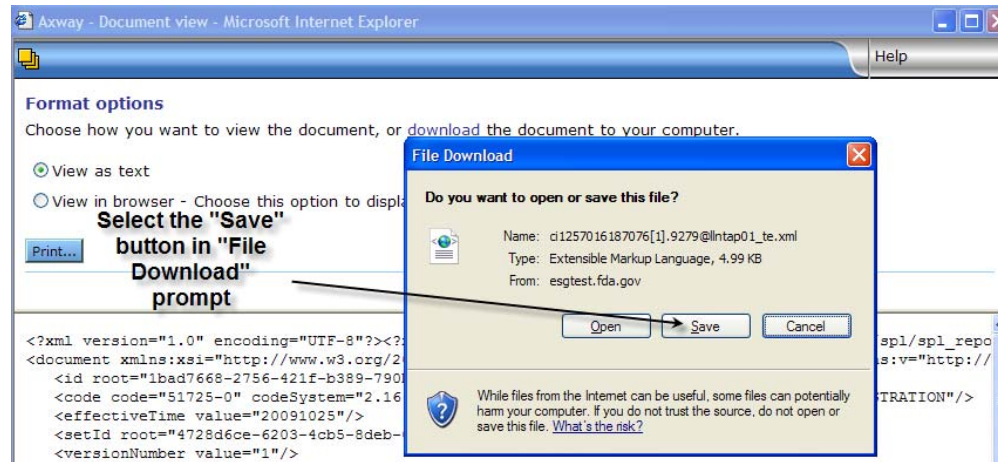 Axway - Document view - Microsoft Internet Explorer
Help
Format options
Choose how you want to view the document, or download the document to your computer.
View as text
View in browser - Choose this option to displa
Print...
Select the "Save"
button in "File
Download"
prompt
File Download
Do you want to open or save this file?
Name: ci1257016187076[1].9279@llntap01_te.xml
Type: Extensible Markup Language, 4.99 KB
From: esgtest.fda.gov
Open Save Cancel
While files from the Internet can be useful, some files can potentially
harm your computer. If you do not trust the source, do not open or
save this file. What's the risk?
<?xml version="1.0" encoding="UTF-8"?><? /spl/spl_repo
<document xmlns:xsi="http://www.w3.org/2 s:v="http://
<id root="1bad7668-2756-421f-b389-790
<code code="51725-0" codeSystem="2.16 STRATION"/>
<effectiveTime value="20091025"/>
<setId root="4728d6ce-6203-4cb5-8deb-
<versionNumber value="1"/>